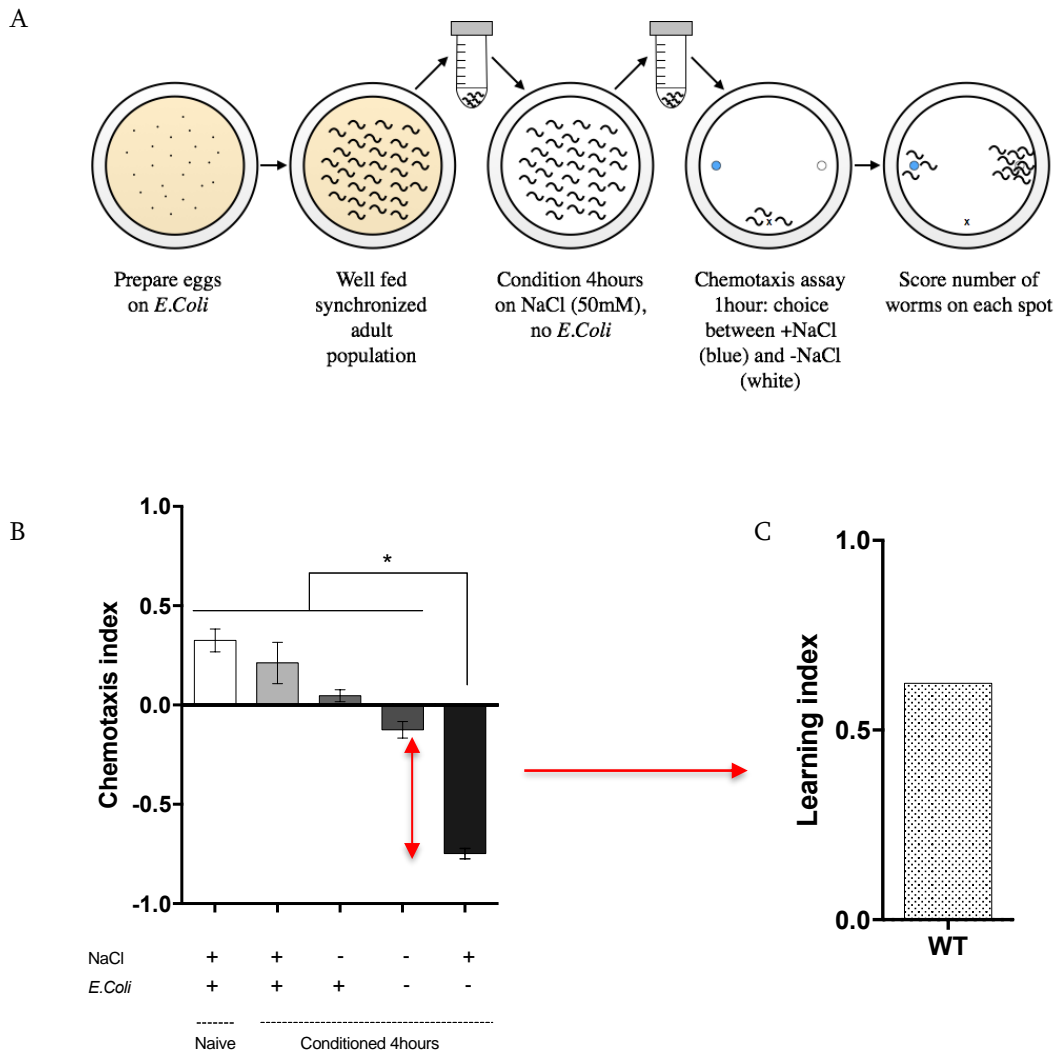 A
x
x
Prepare eggs
on E.Coli
Well fed
synchronized
adult
population
Condition 4hours
on NaCl (50mM),
no E.Coli
Chemotaxis assay
1hour: choice
between +NaCl
(blue) and -NaCl
(white)
Score number of
worms on each spot
B
Chemotaxis index
1.0
0.5
0.0
-0.5
-1.0
*
NaCl + + - - +
E.Coli + + + - -
Naive
Conditioned 4hours
C
Learning index
1.0
0.5
0.0
WT